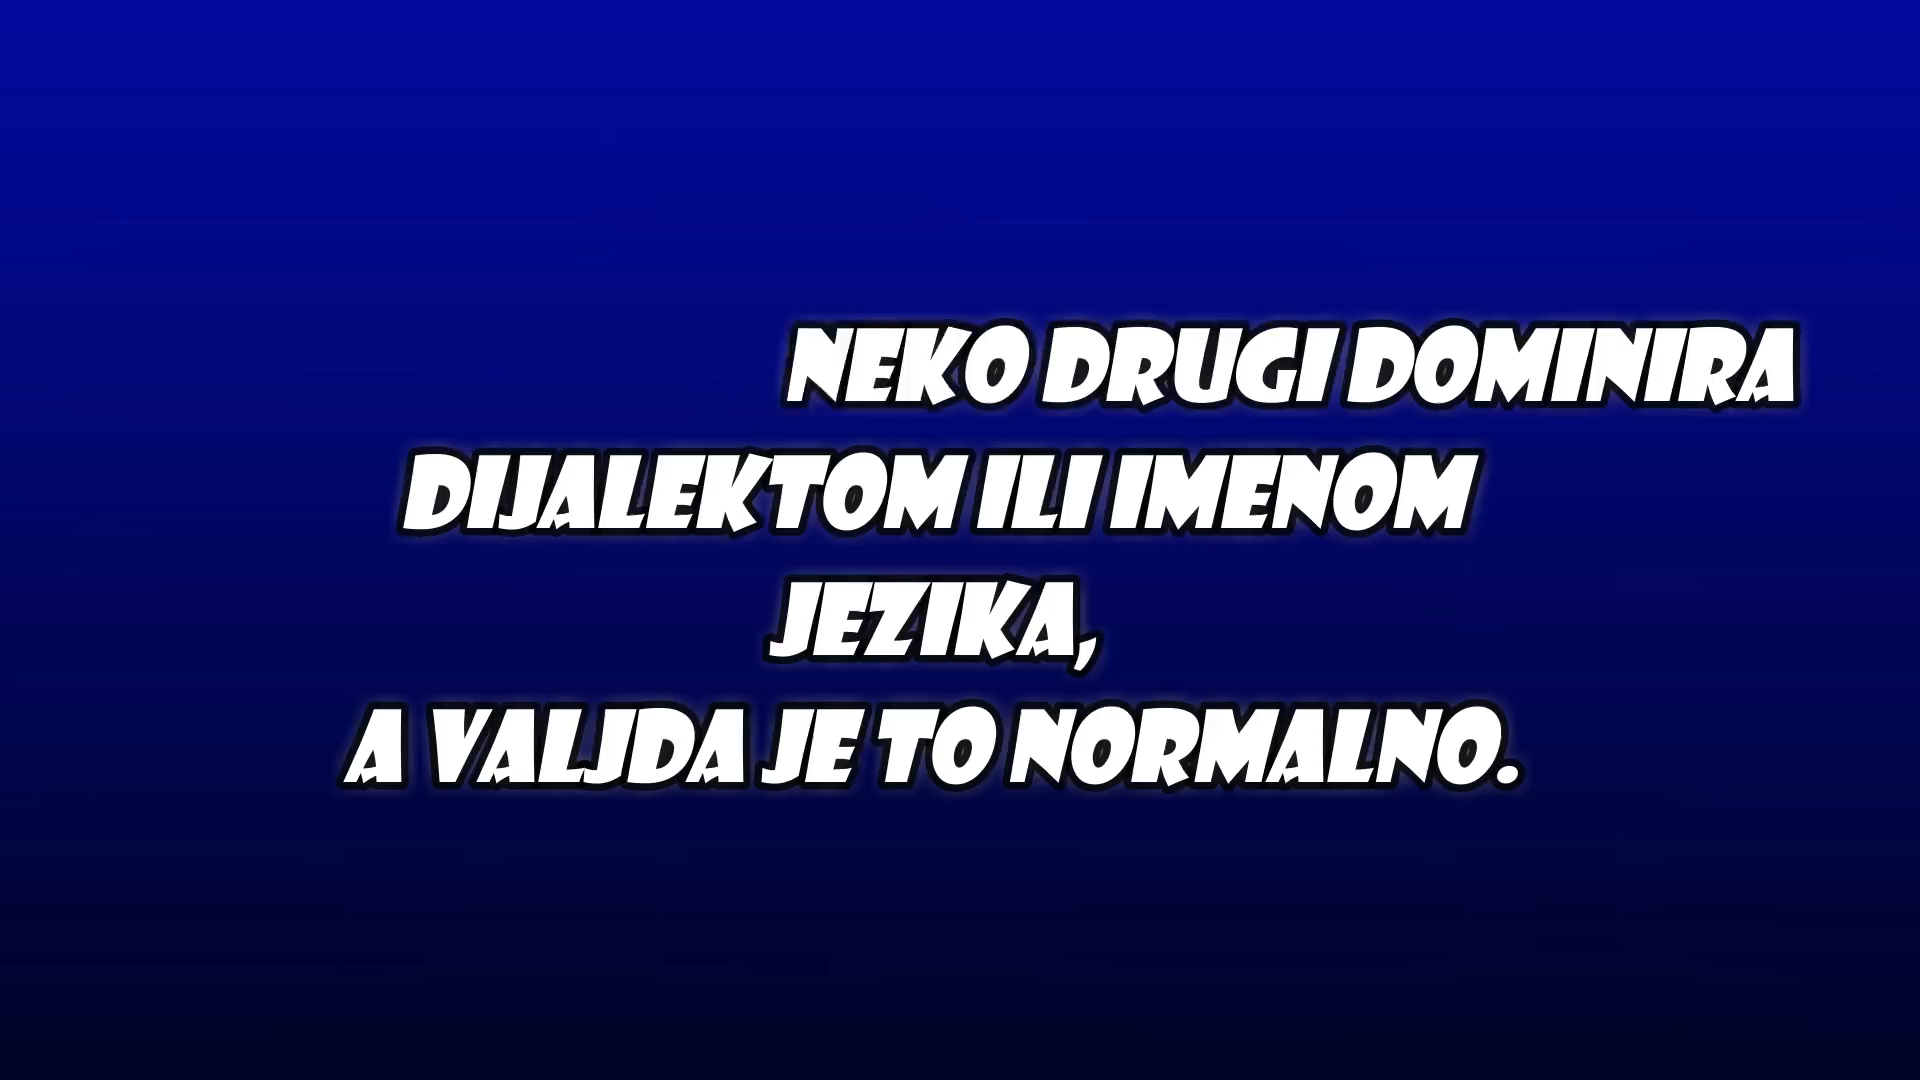 NEKO DRUGI DOMINIRA
DIJALEKTOM ILI IMENOM
JEZIKA,
A VALJDA JE TO NORMALNO.